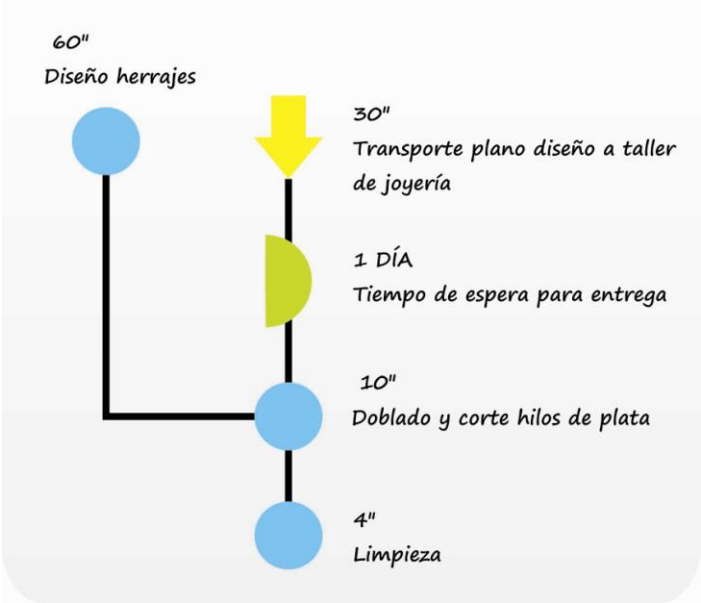 60"
Diseño herrajes
30"
Transporte plano diseño a taller
de joyería
1 DÍA
Tiempo de espera para entrega
10"
Doblado y corte hilos de plata
4"
Limpieza